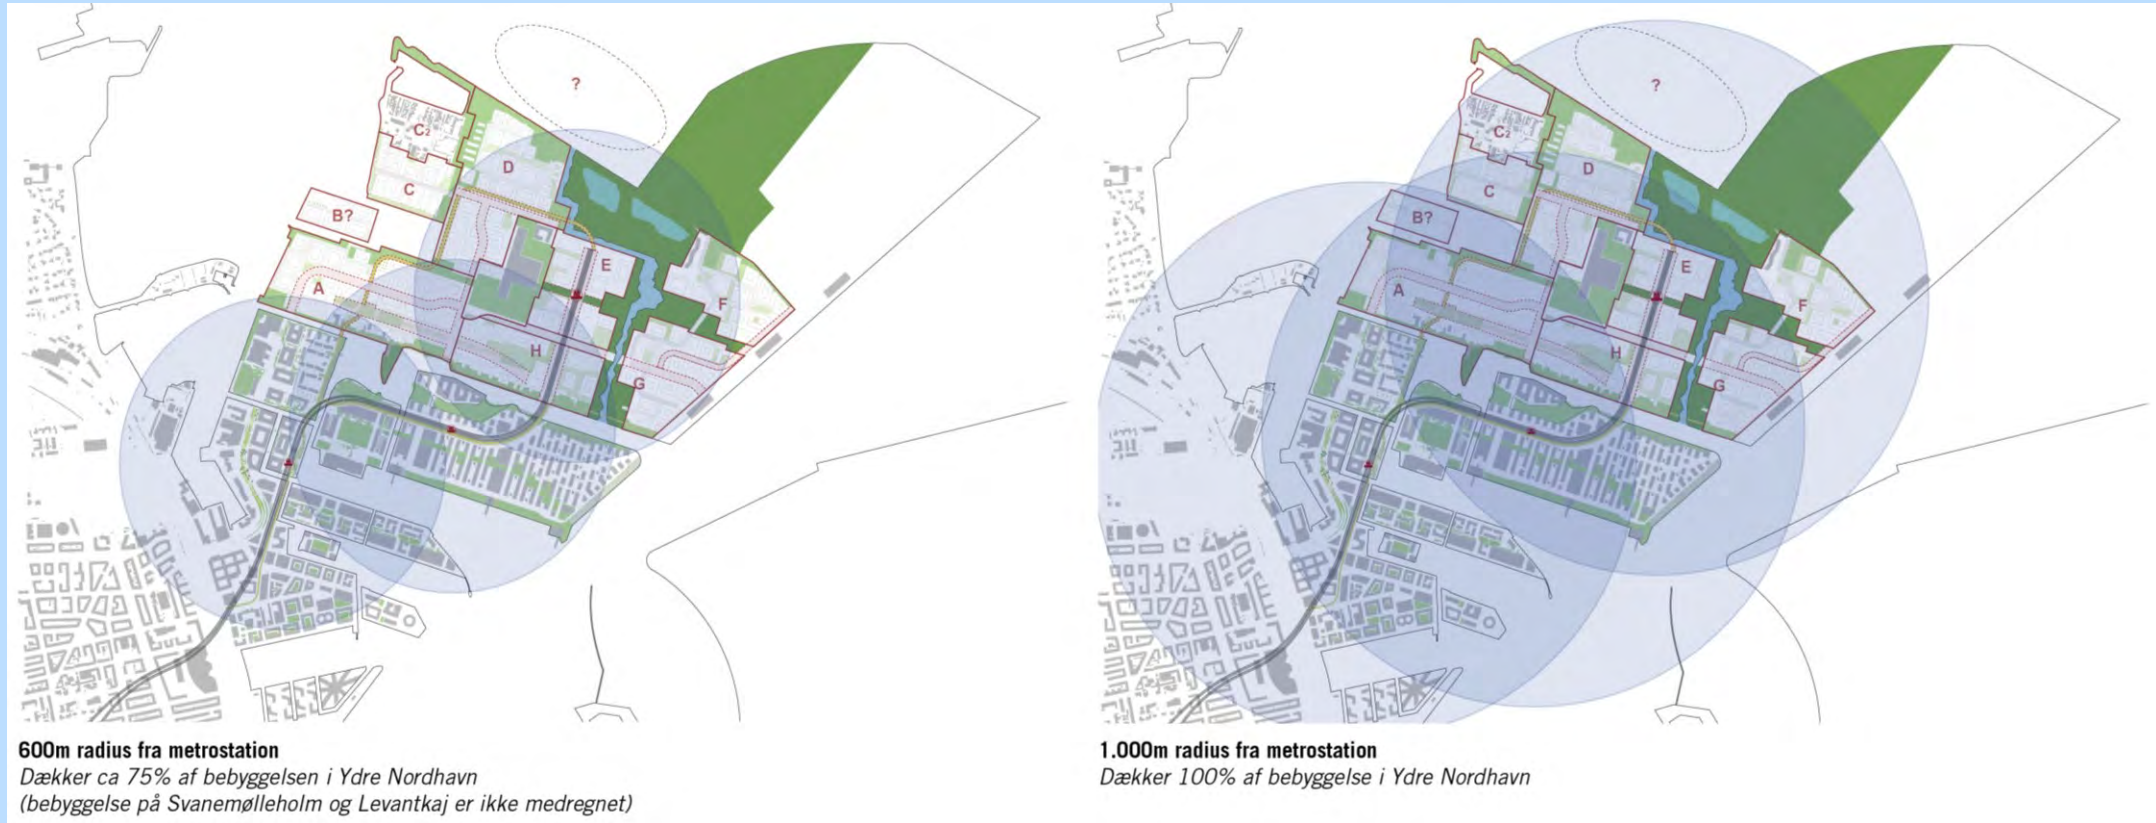 ?
C2
D
C
B?
E
A
F
H
G
600m radius fra metrostation
Dækker ca 75% af bebyggelsen i Ydre Nordhavn
(bebyggelse på Svanemølleholm og Levantkaj er ikke medregnet)
?
C2
D
C
B?
E
A
F
H
G
1.000m radius fra metrostation
Dækker 100% af bebyggelse i Ydre Nordhavn